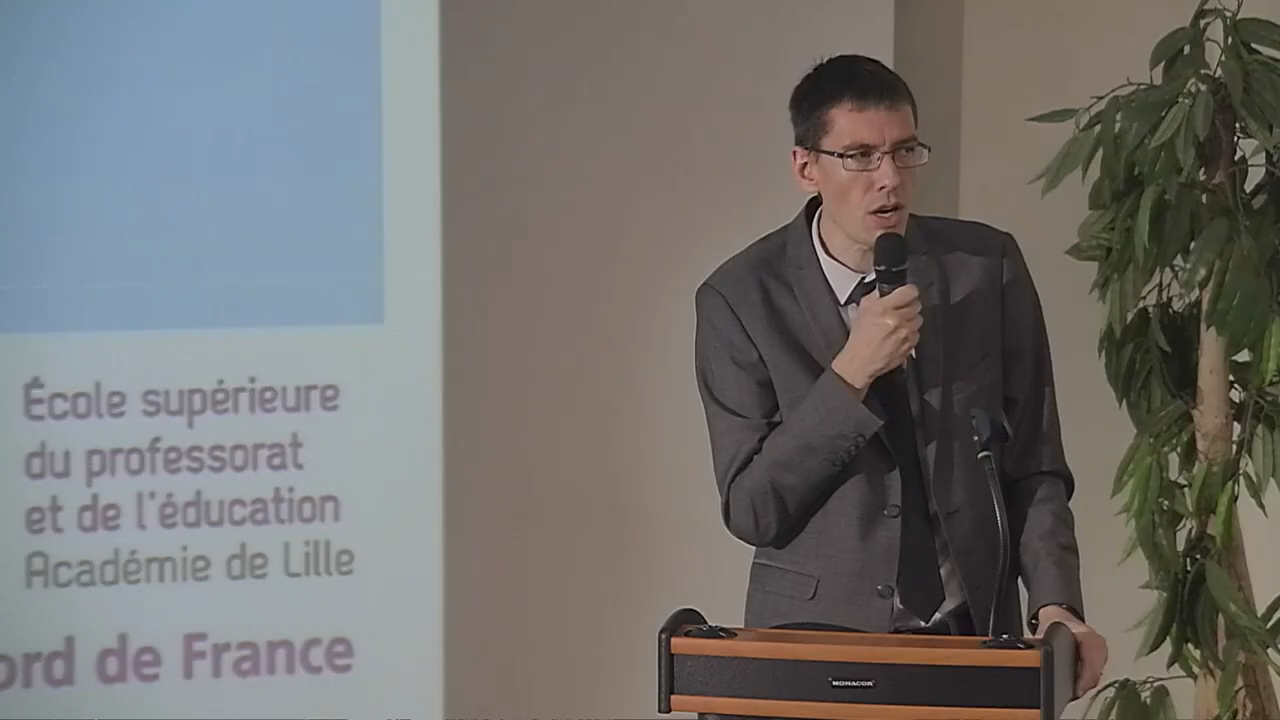 École supérieure
du professorat
et de l'éducation
Académie de Lille
ord de France
MONACOR